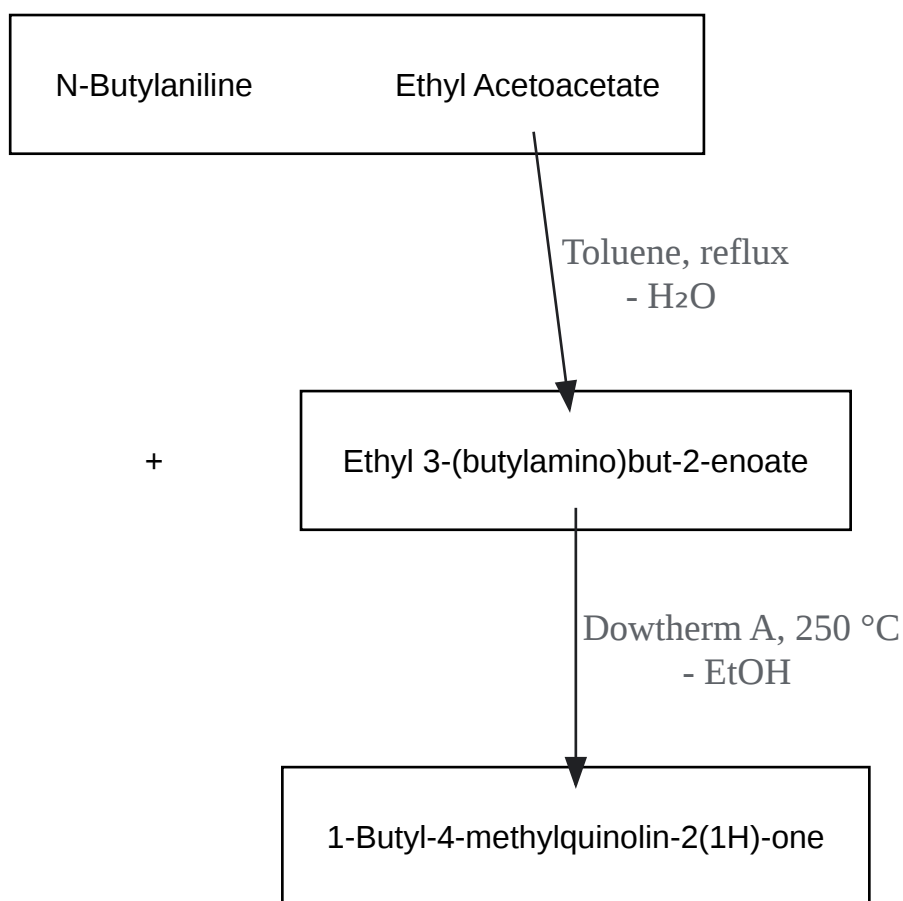 N-Butylaniline
Ethyl Acetoacetate
Toluene, reflux
- H₂O
+
Ethyl 3-(butylamino)but-2-enoate
Dowtherm A, 250 °C
- EtOH
1-Butyl-4-methylquinolin-2(1H)-one